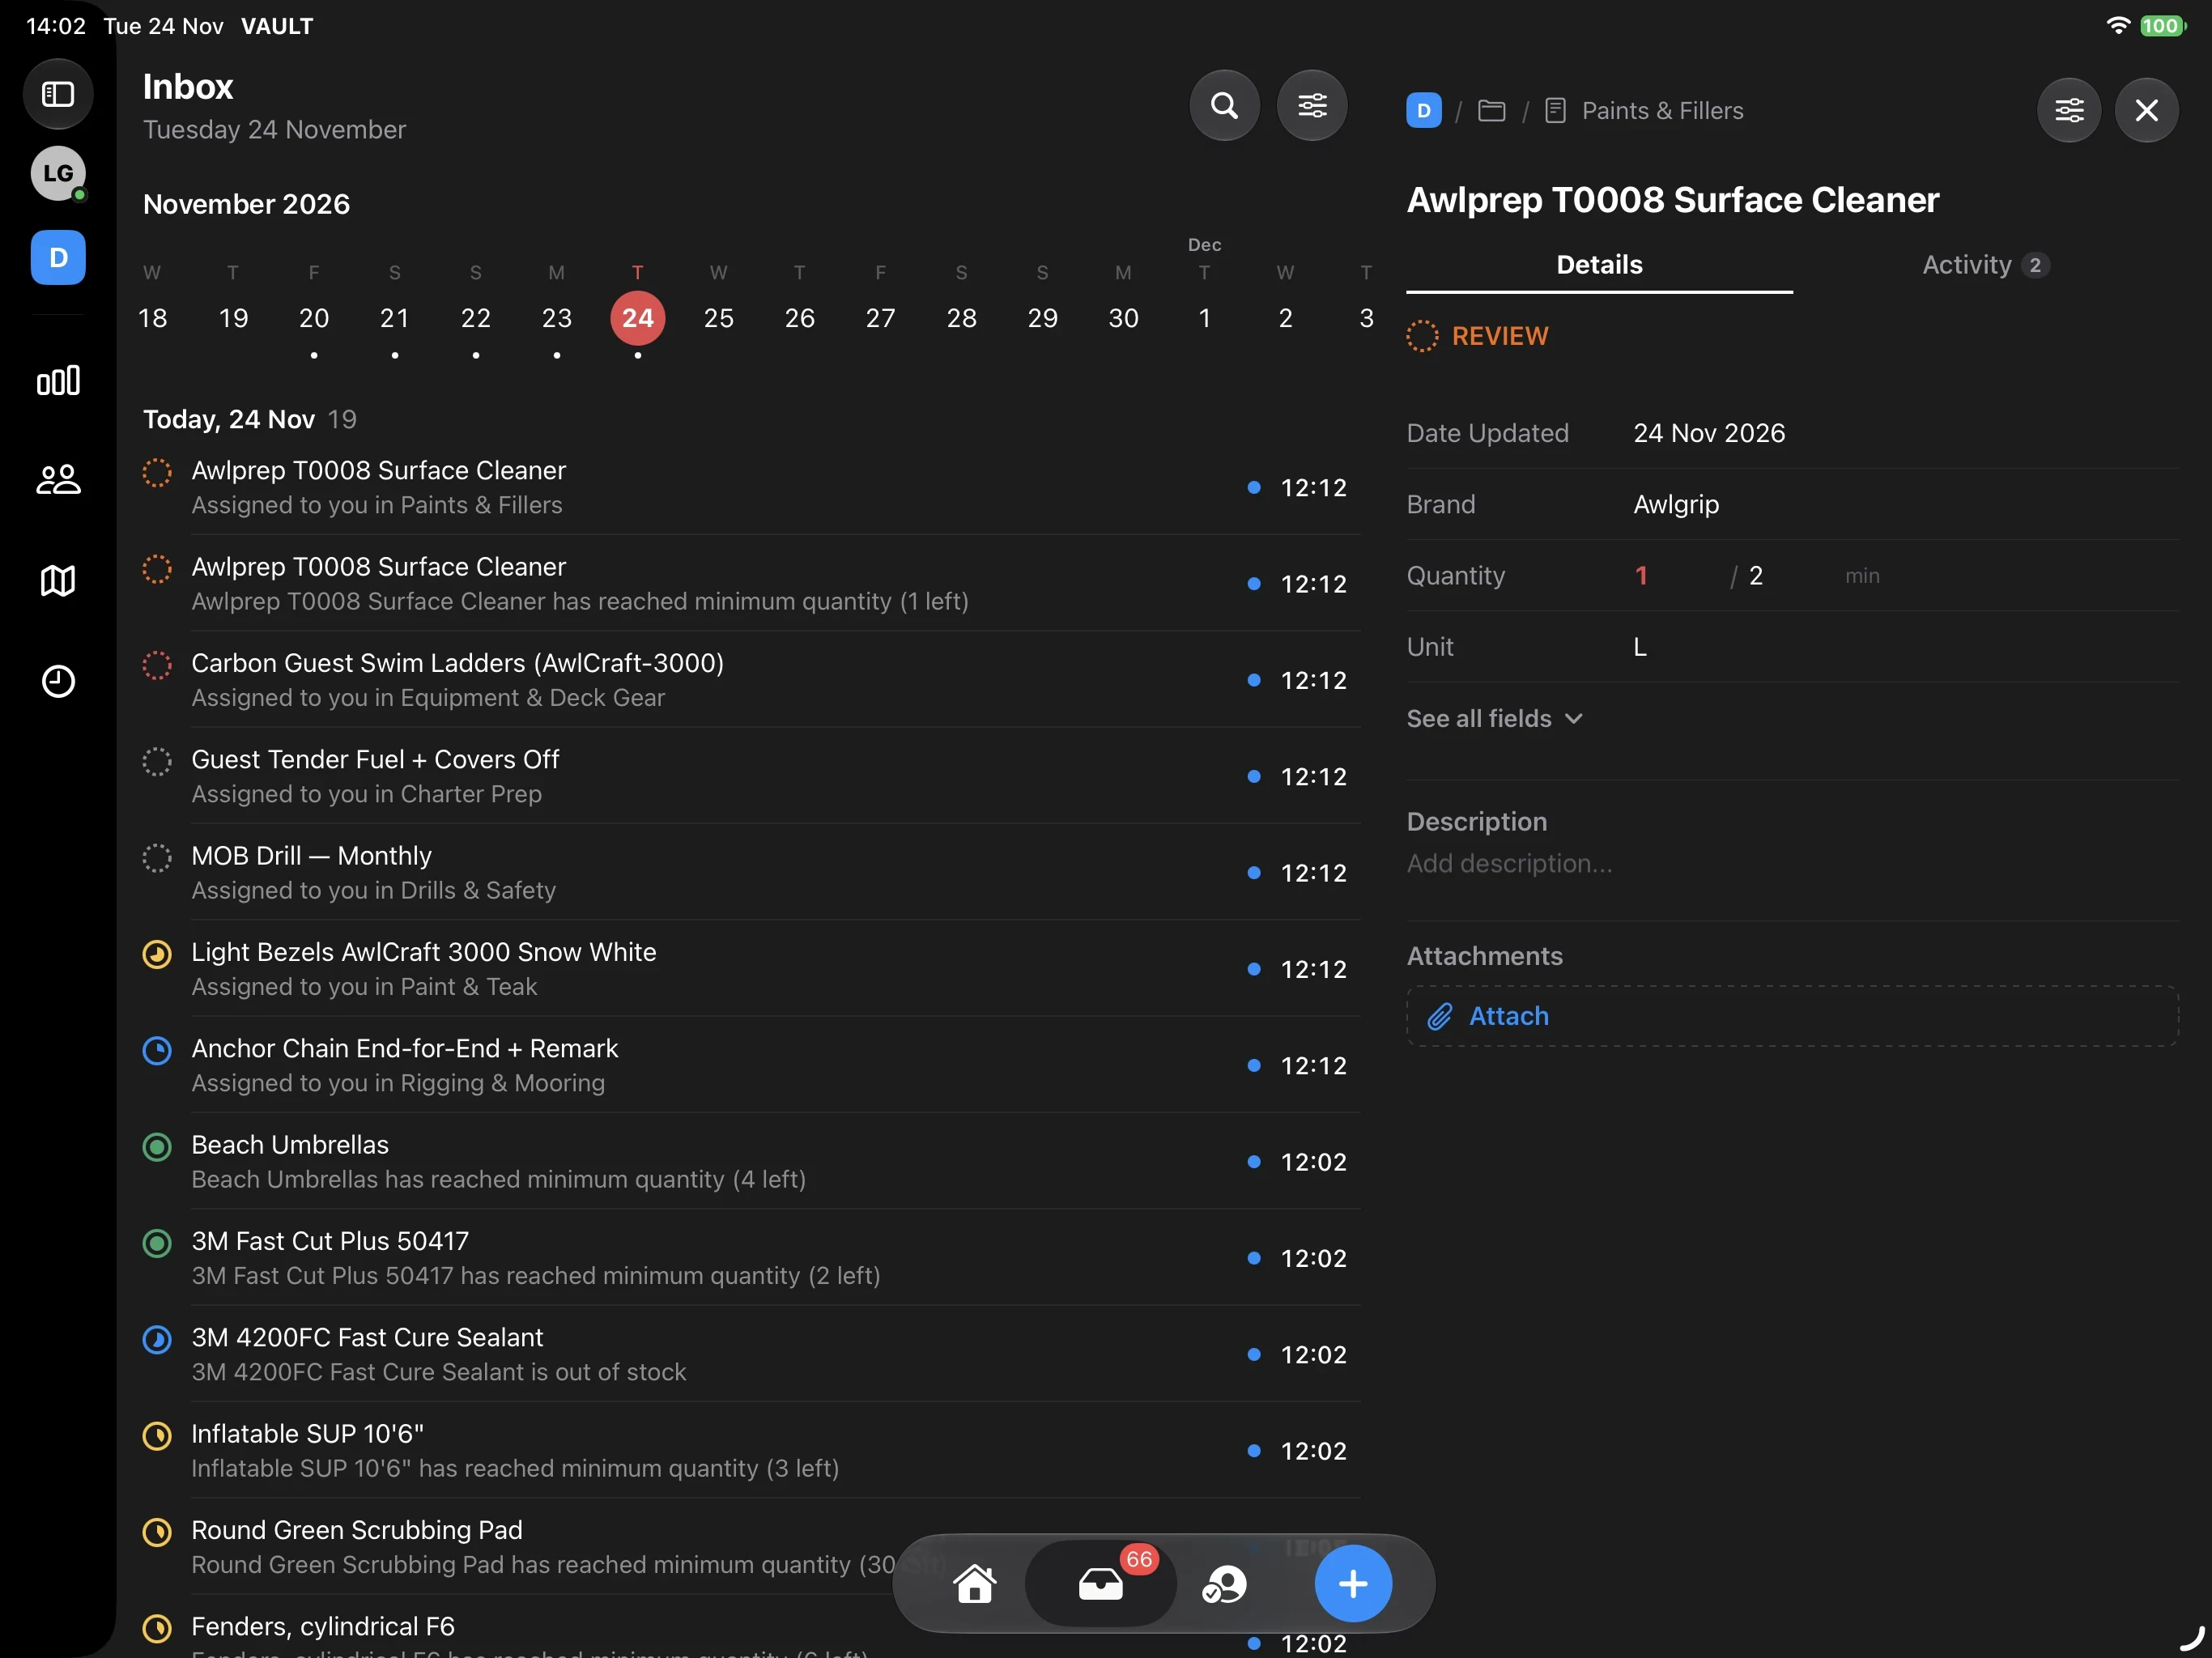 14:02 Tue 24 Nov VAULT
100
LG
D
Inbox
Tuesday 24 November
November 2026
Dec
W T F S S M T W T F S S M T W T
18 19 20 21 22 23 24 25 26 27 28 29 30 1 2 3
Today, 24 Nov 19
Awlprep T0008 Surface Cleaner
Assigned to you in Paints & Fillers
12:12
Awlprep T0008 Surface Cleaner
Awlprep T0008 Surface Cleaner has reached minimum quantity (1 left)
12:12
Carbon Guest Swim Ladders (AwlCraft-3000)
Assigned to you in Equipment & Deck Gear
12:12
Guest Tender Fuel + Covers Off
Assigned to you in Charter Prep
12:12
MOB Drill — Monthly
Assigned to you in Drills & Safety
12:12
Light Bezels AwlCraft 3000 Snow White
Assigned to you in Paint & Teak
12:12
Anchor Chain End-for-End + Remark
Assigned to you in Rigging & Mooring
12:12
Beach Umbrellas
Beach Umbrellas has reached minimum quantity (4 left)
12:02
3M Fast Cut Plus 50417
3M Fast Cut Plus 50417 has reached minimum quantity (2 left)
12:02
3M 4200FC Fast Cure Sealant
3M 4200FC Fast Cure Sealant is out of stock
12:02
Inflatable SUP 10'6"
Inflatable SUP 10'6" has reached minimum quantity (3 left)
12:02
Round Green Scrubbing Pad
Round Green Scrubbing Pad has reached minimum quantity (30
Fenders, cylindrical F6
Fenders, cylindrical F6 has reached minimum quantity (6 left)
12:02
66
D / / Paints & Fillers
Awlprep T0008 Surface Cleaner
Details
Activity 2
REVIEW
Date Updated 24 Nov 2026
Brand Awlgrip
Quantity 1 / 2 min
Unit L
See all fields
Description
Add description...
Attachments
Attach